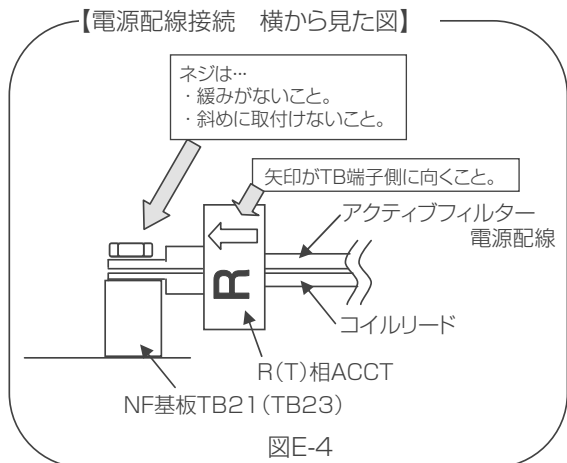 【電源配線接続　横から見た図】
ネジは…
・緩みがないこと。
・斜めに取付けないこと。
矢印がTB端子側に向くこと。
アクティブフィルター
電源配線
R
コイルリード
R(T)相ACCT
NF基板TB21(TB23)
図E-4